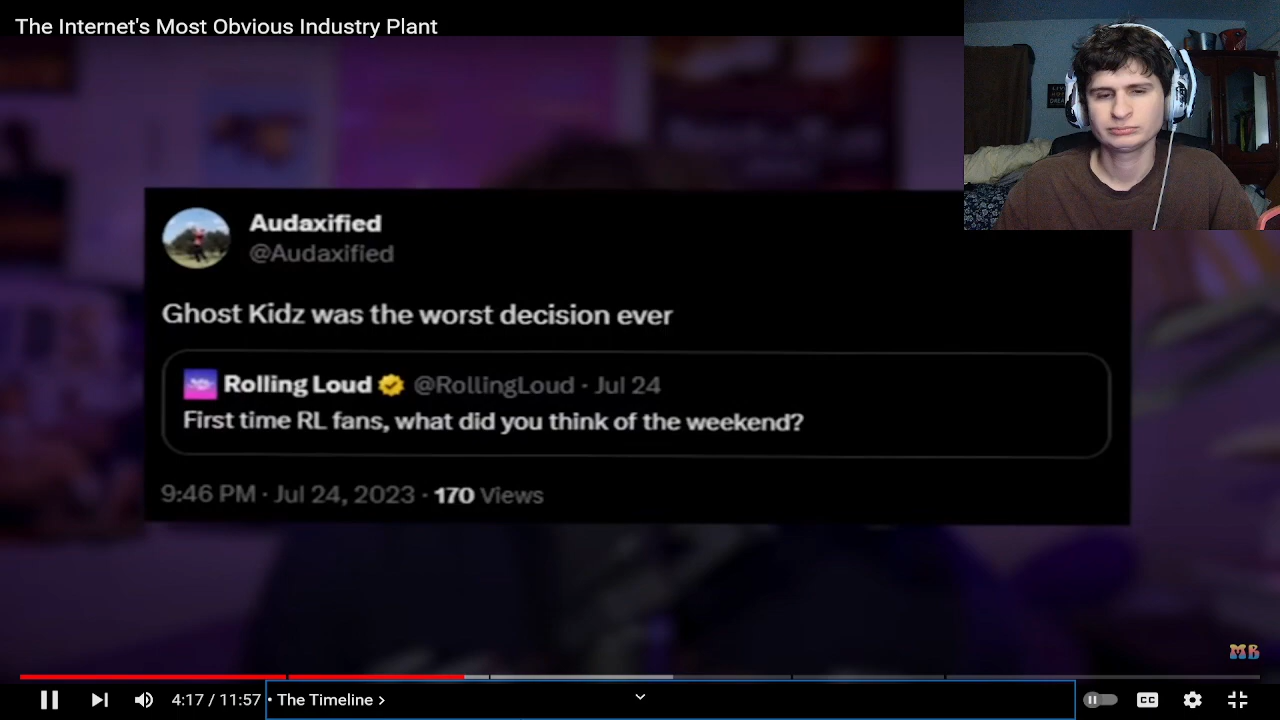 The Internet's Most Obvious Industry Plant
Audaxified
@Audaxified
Ghost Kidz was the worst decision ever
Rolling Loud @RollingLoud · Jul 24
First time RL fans, what did you think of the weekend?
9:46 PM · Jul 24, 2023 · 170 Views
MB
4:17 / 11:57 • The Timeline >
CC